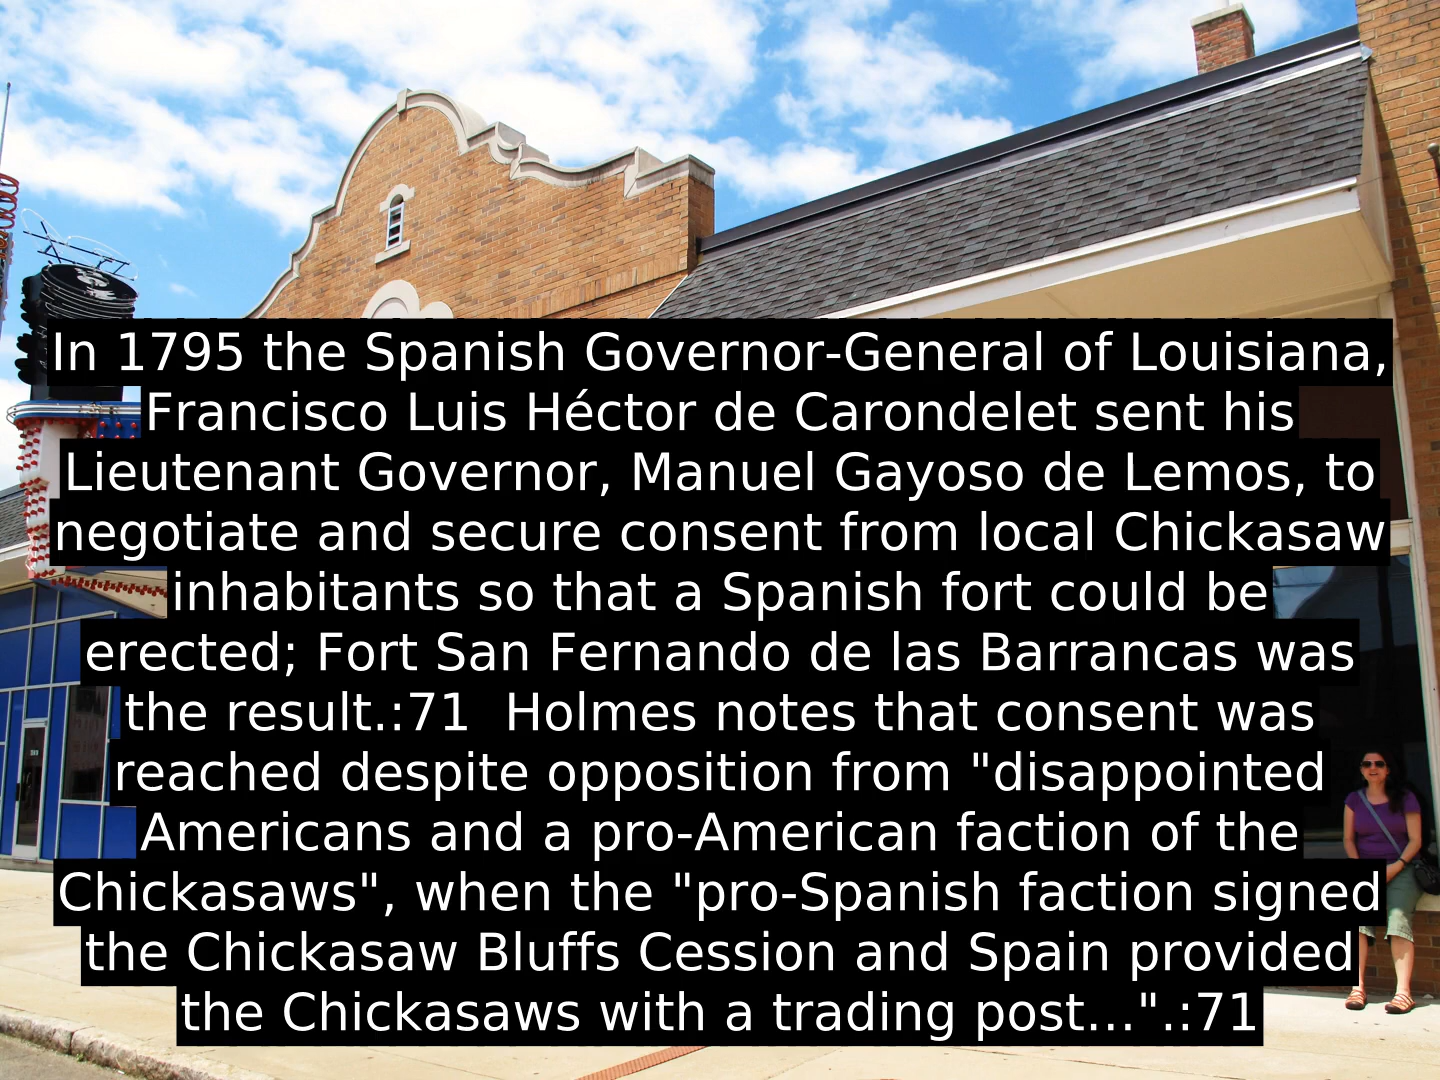 In 1795 the Spanish Governor-General of Louisiana,
Francisco Luis Héctor de Carondelet sent his
Lieutenant Governor, Manuel Gayoso de Lemos, to
negotiate and secure consent from local Chickasaw
inhabitants so that a Spanish fort could be
erected; Fort San Fernando de las Barrancas was
the result.:71  Holmes notes that consent was
reached despite opposition from "disappointed
Americans and a pro-American faction of the
Chickasaws", when the "pro-Spanish faction signed
the Chickasaw Bluffs Cession and Spain provided
the Chickasaws with a trading post...".:71